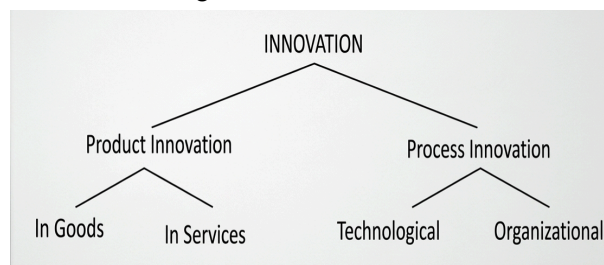 INNOVATION
Product Innovation
Process Innovation
In Goods
In Services
Technological
Organizational